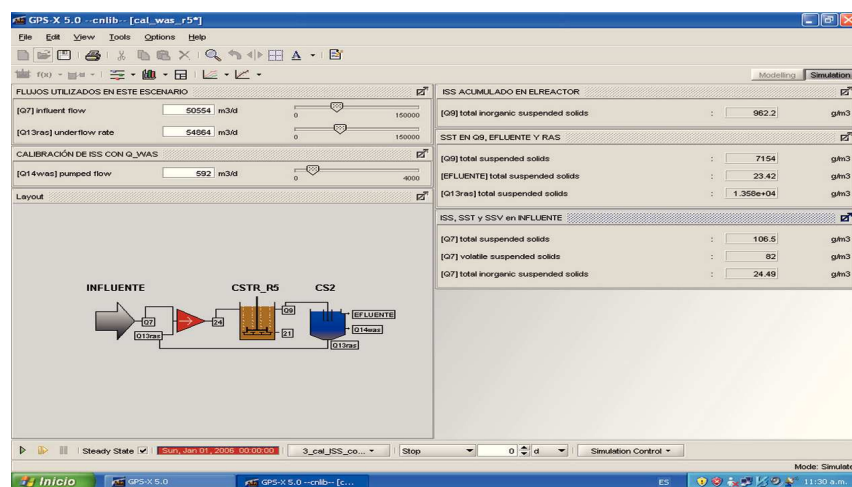 GPS-X 5.0 --cnlib-- [cal_was_r5*]
File Edit View Tools Options Help
f(x)
A
Modelling Simulation
FLUJOS UTILIZADOS EN ESTE ESCENARIO
[Q7] influent flow 50554 m3/d 0 150000
[Q13ras] underflow rate 54864 m3/d 0 150000
CALIBRACIÓN DE ISS CON Q_WAS
[Q14was] pumped flow 592 m3/d 0 4000
Layout
INFLUENTE CSTR_R5 CS2
Q7 Q13ras 24 Q9 21 EFLUENTE Q14was Q13ras
ISS ACUMULADO EN ELREACTOR
[Q9] total inorganic suspended solids : 962.2 g/m3
SST EN Q9, EFLUENTE Y RAS
[Q9] total suspended solids : 7154 g/m3
[EFLUENTE] total suspended solids : 23.42 g/m3
[Q13ras] total suspended solids : 1.358e+04 g/m3
ISS, SST y SSV en INFLUENTE
[Q7] total suspended solids : 106.5 g/m3
[Q7] volatile suspended solids : 82 g/m3
[Q7] total inorganic suspended solids : 24.49 g/m3
Steady State Sun, Jan 01, 2006 00:00:00 3_cal_ISS_co... Stop 0 d Simulation Control
Mode: Simulate
Inicio GPS-X 5.0 GPS-X 5.0 --cnlib-- [c... ES 11:30 a.m.